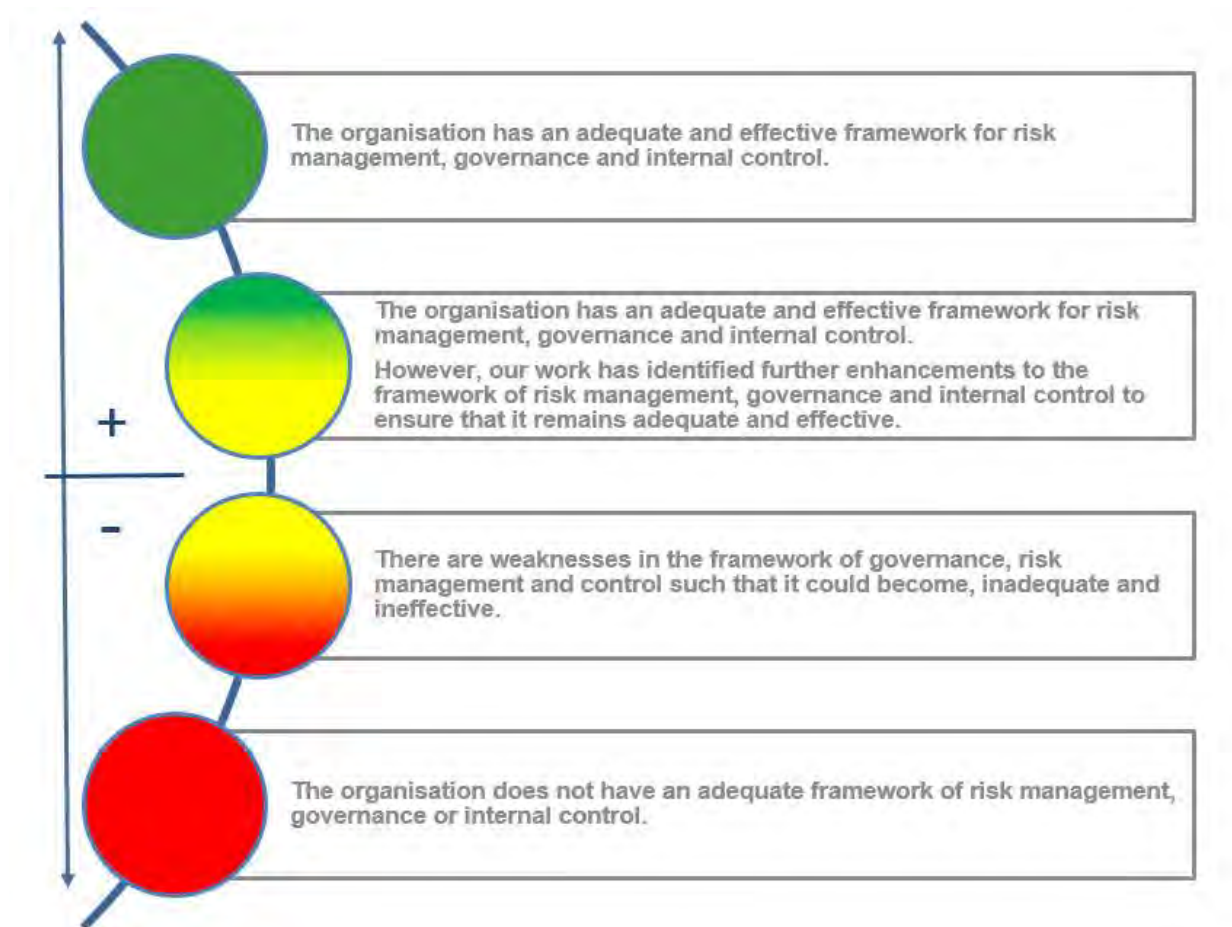 The organisation has an adequate and effective framework for risk
management, governance and internal control.
The organisation has an adequate and effective framework for risk
management, governance and internal control.
However, our work has identified further enhancements to the
framework of risk management, governance and internal control to
ensure that it remains adequate and effective.
+
-
There are weaknesses in the framework of governance, risk
management and control such that it could become, inadequate and
ineffective.
The organisation does not have an adequate framework of risk management,
governance or internal control.